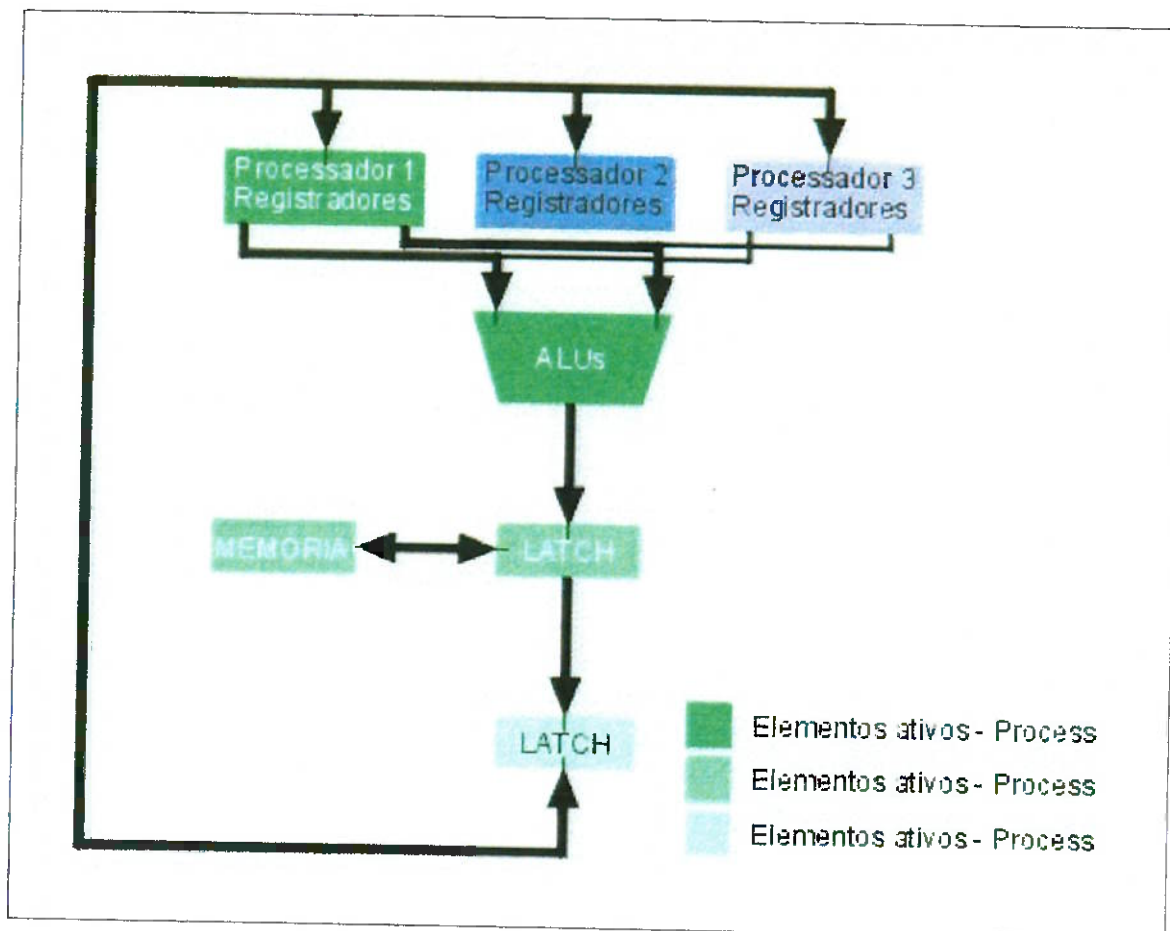 Processador 1
Registradores
Processador 2
Registradores
Processador 3
Registradores
ALUs
MEMORIA
LATCH
LATCH
Elementos ativos - Process
Elementos ativos - Process
Elementos ativos - Process